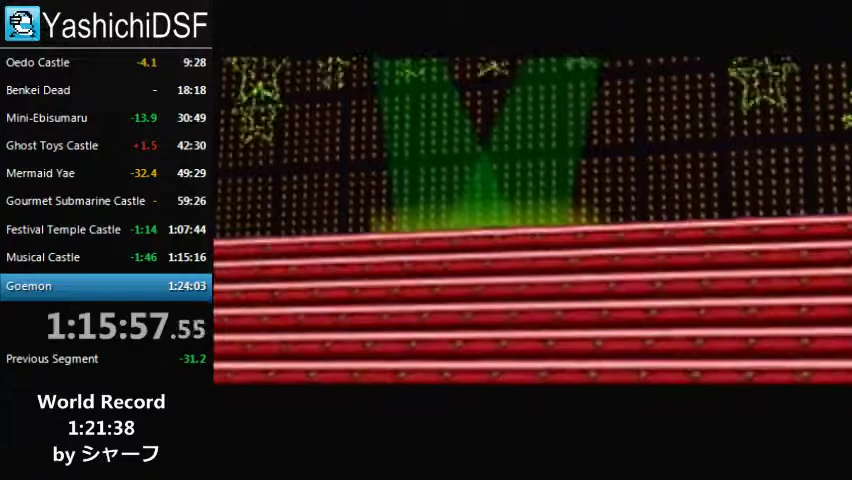 YashichiDSF
Oedo Castle -4.1 9:28
Benkei Dead - 18:18
Mini-Ebisumaru -13.9 30:49
Ghost Toys Castle +1.5 42:30
Mermaid Yae -32.4 49:29
Gourmet Submarine Castle - 59:26
Festival Temple Castle -1:14 1:07:44
Musical Castle -1:46 1:15:16
Goemon 1:24:03
1:15:57.55
Previous Segment -31.2
World Record
1:21:38
by シャーフ